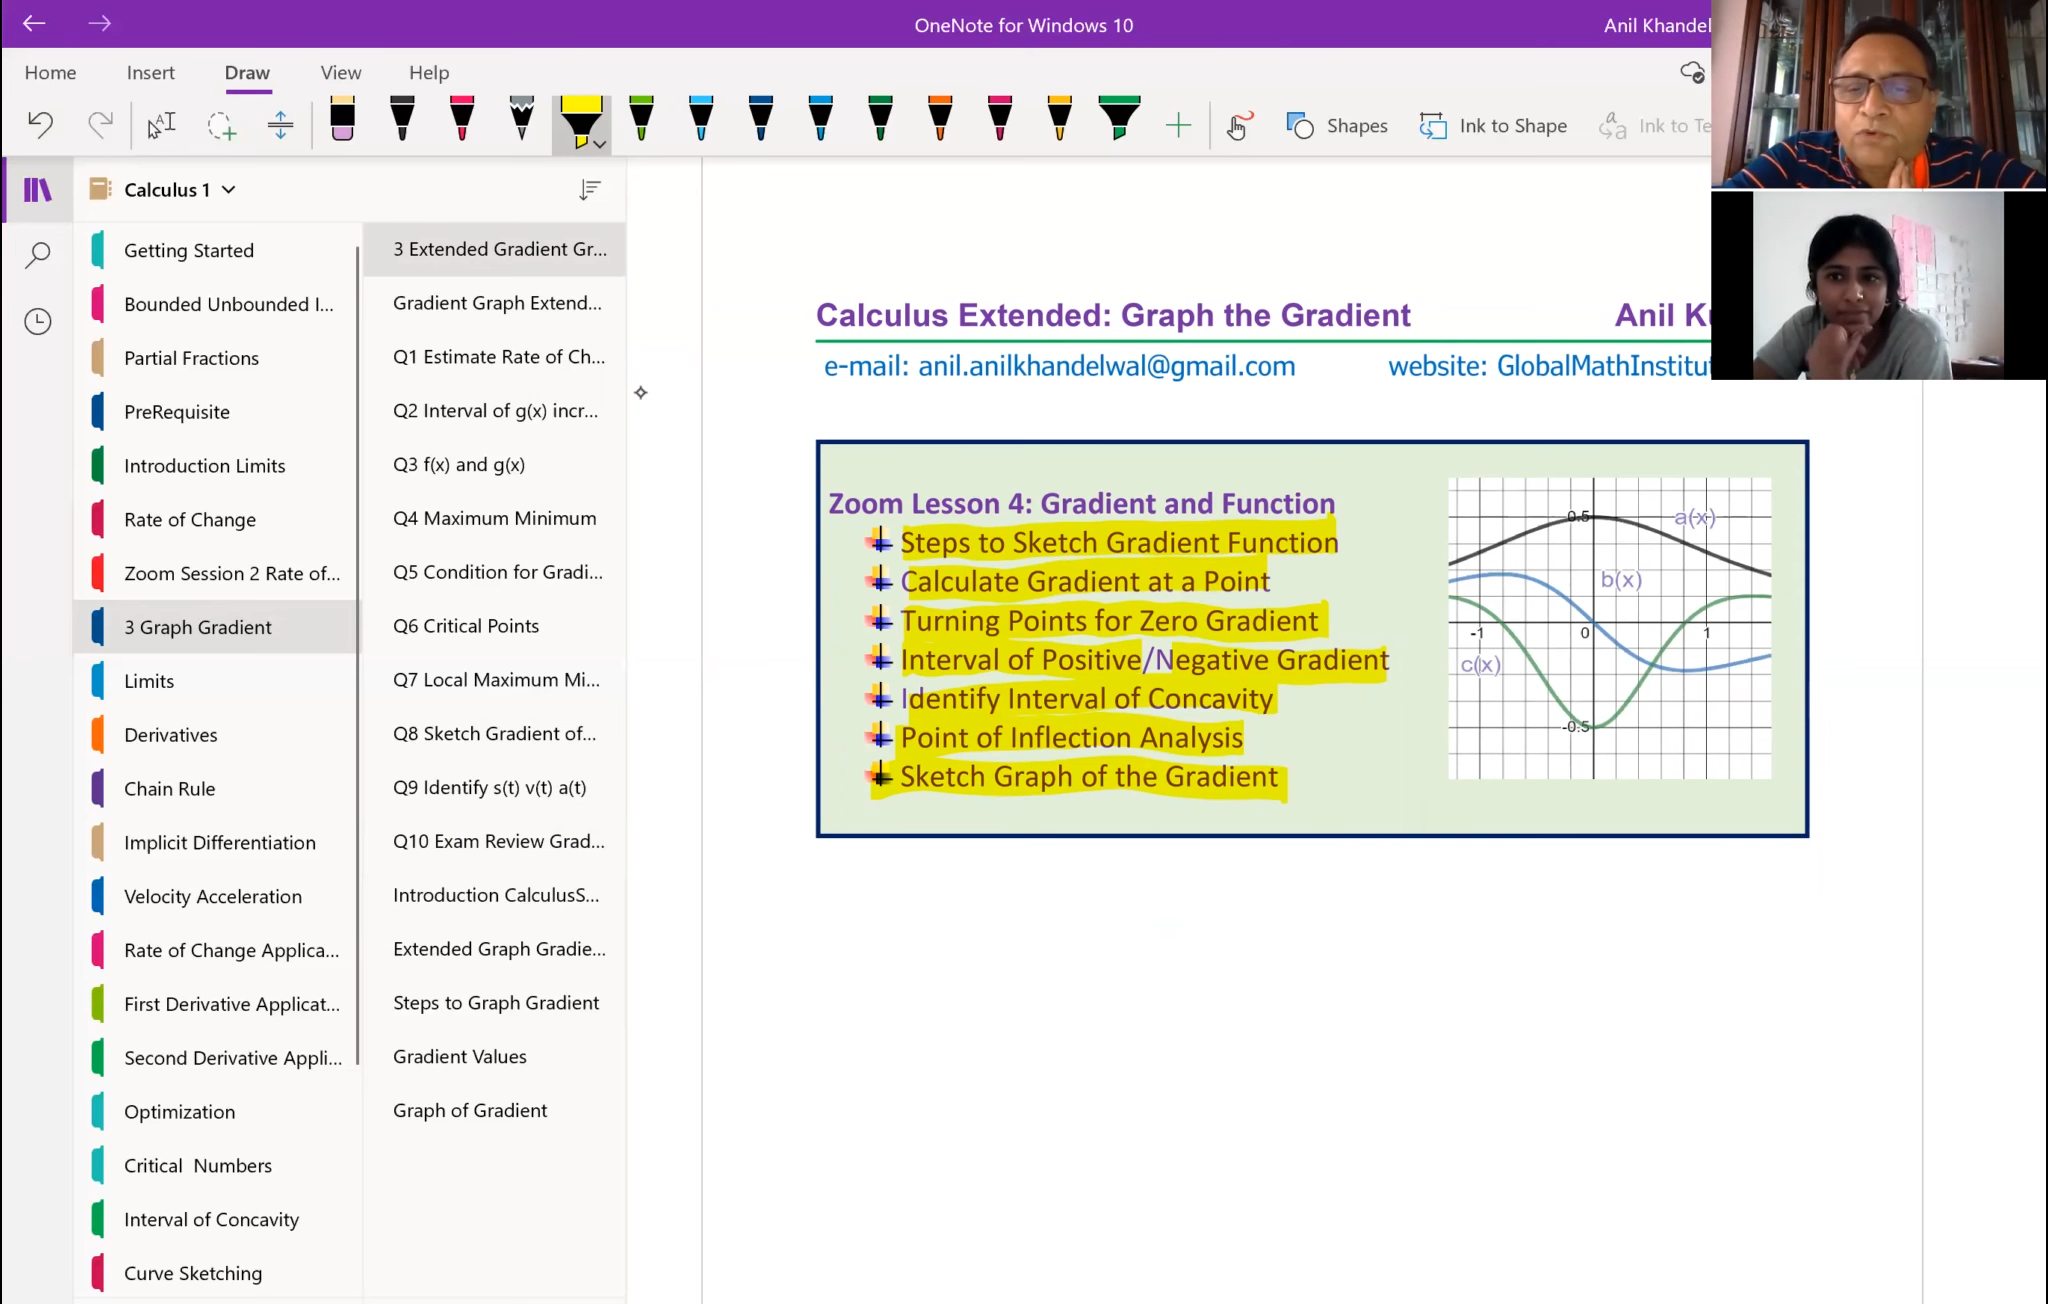 OneNote for Windows 10
Anil Khandel
Home Insert Draw View Help
Shapes Ink to Shape Ink to Te
Calculus 1
Getting Started
Bounded Unbounded I...
Partial Fractions
PreRequisite
Introduction Limits
Rate of Change
Zoom Session 2 Rate of...
3 Graph Gradient
Limits
Derivatives
Chain Rule
Implicit Differentiation
Velocity Acceleration
Rate of Change Applica...
First Derivative Applicat...
Second Derivative Appli...
Optimization
Critical Numbers
Interval of Concavity
Curve Sketching
3 Extended Gradient Gr...
Gradient Graph Extend...
Q1 Estimate Rate of Ch...
Q2 Interval of g(x) incr...
Q3 f(x) and g(x)
Q4 Maximum Minimum
Q5 Condition for Gradi...
Q6 Critical Points
Q7 Local Maximum Mi...
Q8 Sketch Gradient of...
Q9 Identify s(t) v(t) a(t)
Q10 Exam Review Grad...
Introduction CalculusS...
Extended Graph Gradie...
Steps to Graph Gradient
Gradient Values
Graph of Gradient
Calculus Extended: Graph the Gradient Anil K
e-mail: anil.anilkhandelwal@gmail.com website: GlobalMathInstitut
Zoom Lesson 4: Gradient and Function
Steps to Sketch Gradient Function
Calculate Gradient at a Point
Turning Points for Zero Gradient
Interval of Positive/Negative Gradient
Identify Interval of Concavity
Point of Inflection Analysis
Sketch Graph of the Gradient
0.5 a(x)
b(x)
-1 0 1
c(x)
-0.5